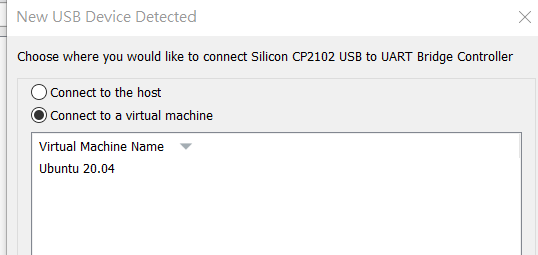 New USB Device Detected
Choose where you would like to connect Silicon CP2102 USB to UART Bridge Controller
Connect to the host
Connect to a virtual machine
Virtual Machine Name
Ubuntu 20.04